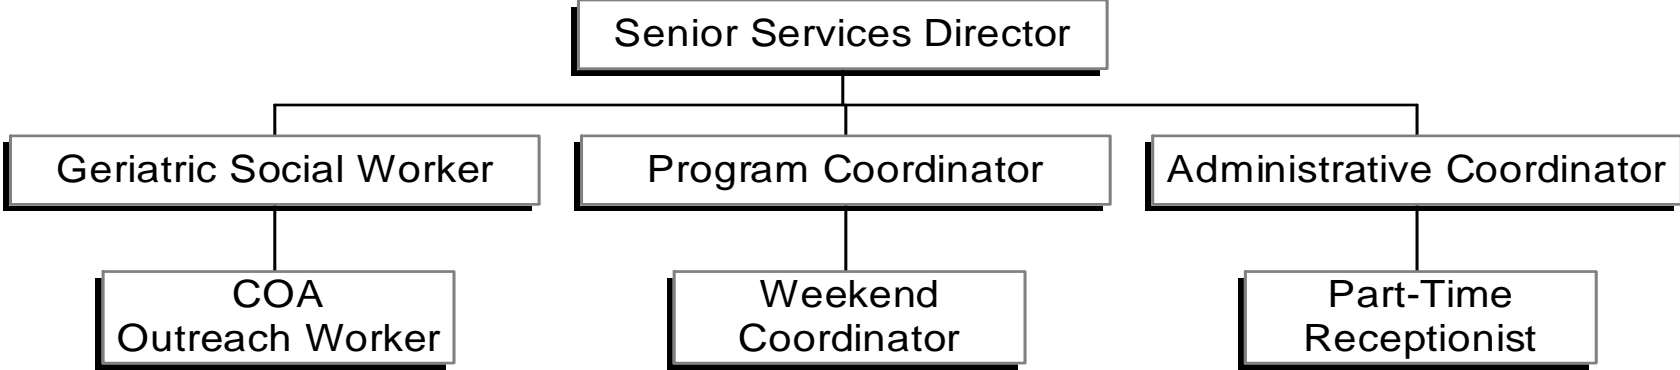 Senior Services Director
Geriatric Social Worker
Program Coordinator
Administrative Coordinator
COA
Outreach Worker
Weekend
Coordinator
Part-Time
Receptionist